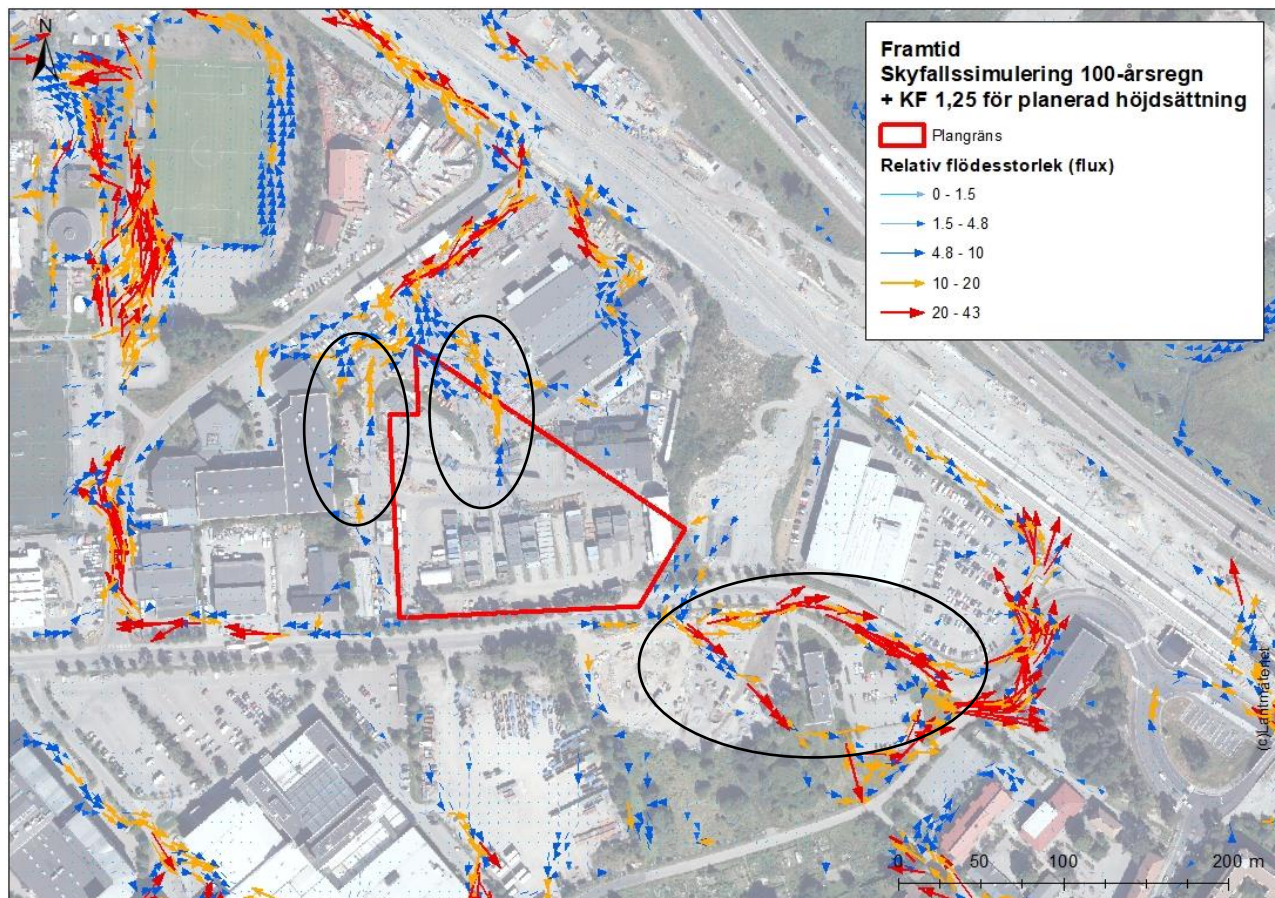 N
Framtid
Skyfallssimulering 100-årsregn
+ KF 1,25 för planerad höjdsättning
Plangräns
Relativ flödesstorlek (flux)
0 - 1.5
1.5 - 4.8
4.8 - 10
10 - 20
20 - 43
(c)Lantmäteriet
0 50 100 200 m